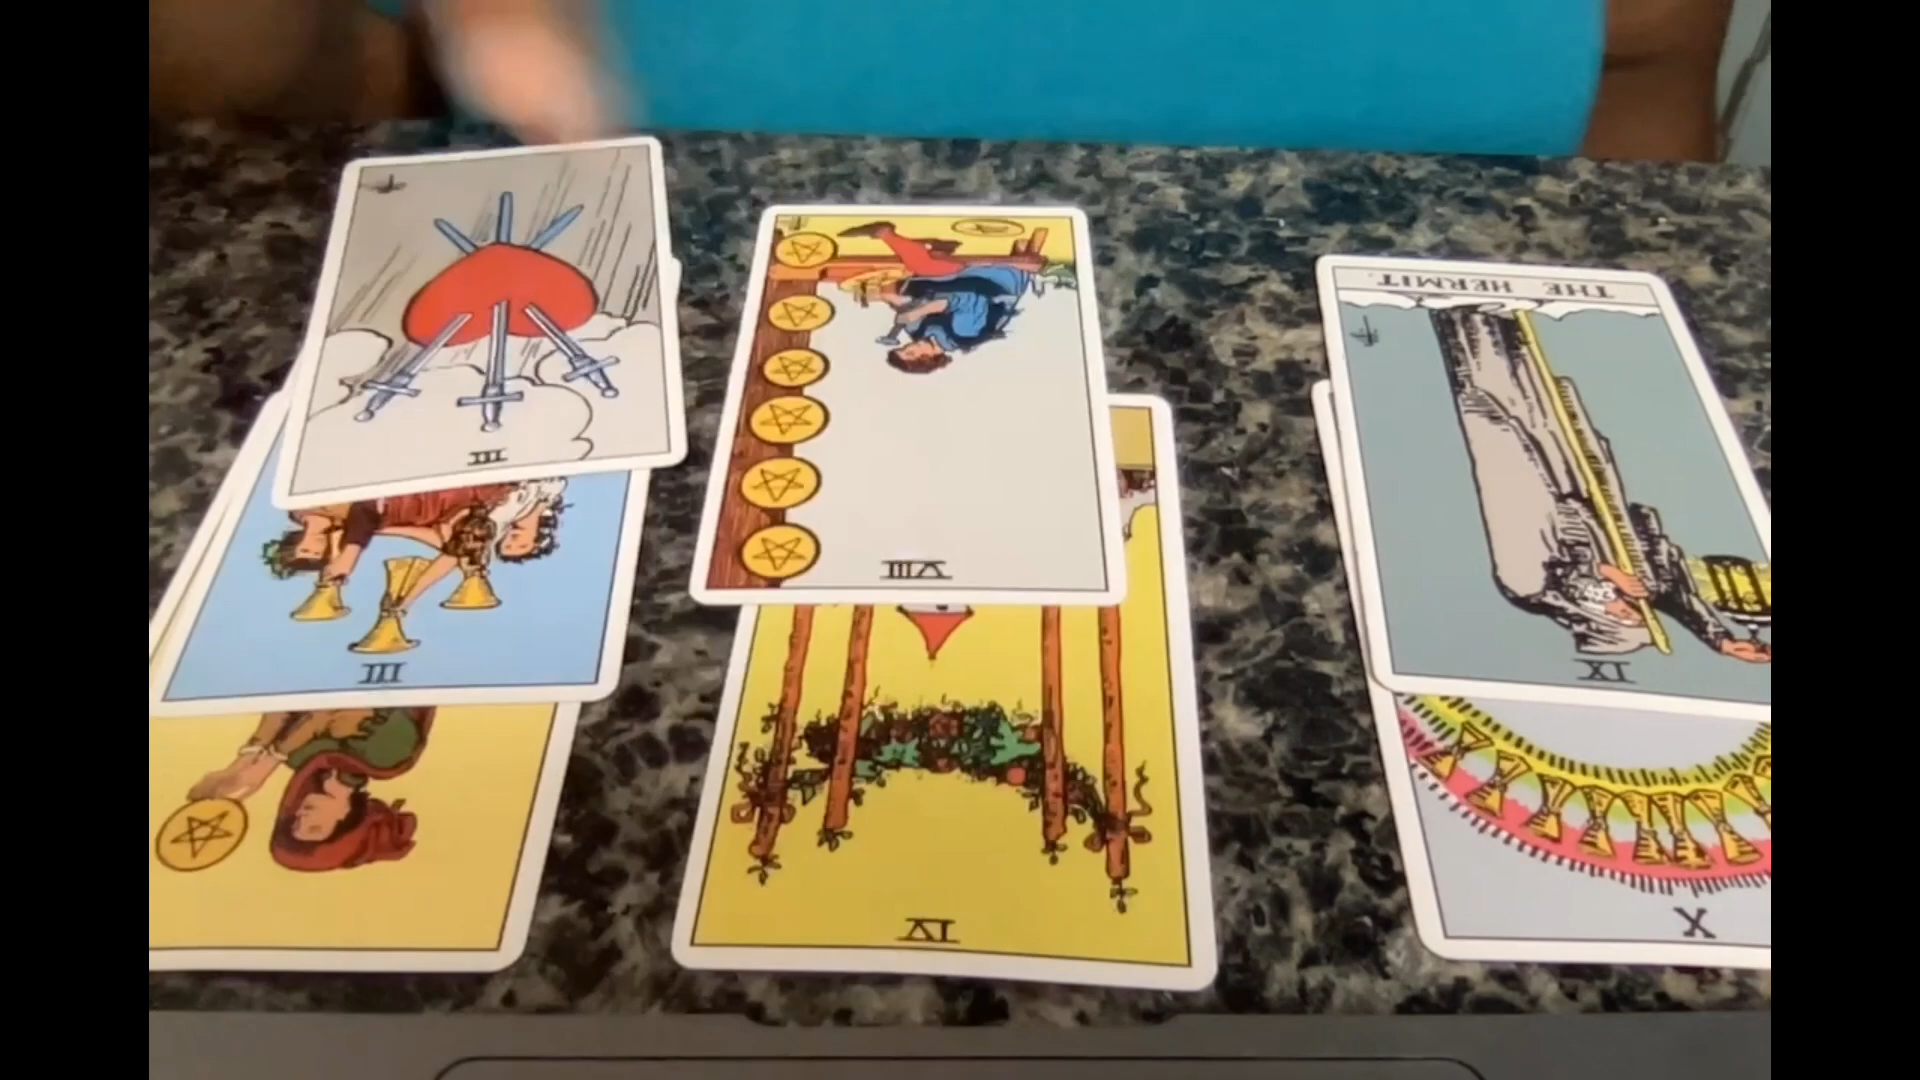 III
III
VIII
IV
THE HERMIT.
IX
X